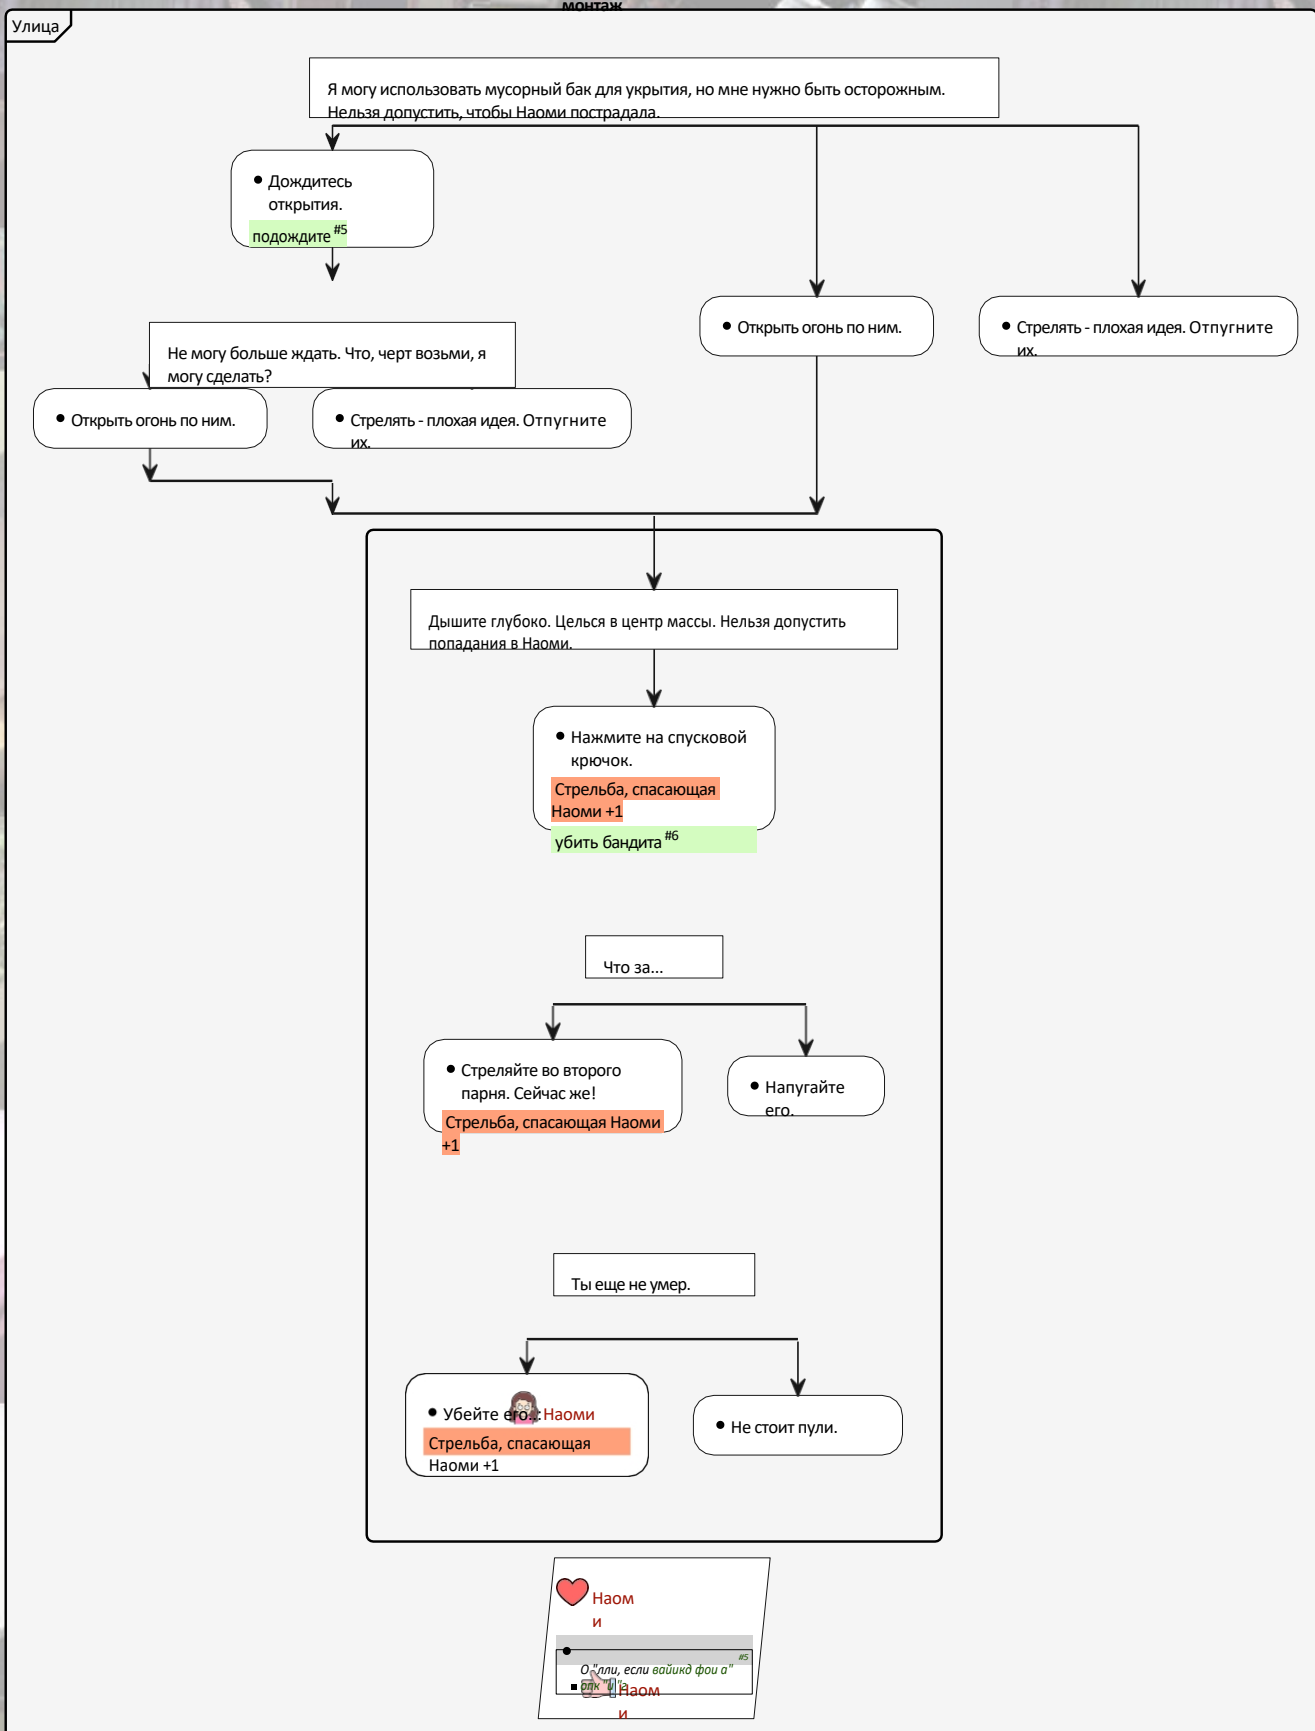 монтаж
Улица
Я могу использовать мусорный бак для укрытия, но мне нужно быть осторожным.
Нельзя допустить, чтобы Наоми пострадала.
• Дождитесь
открытия.
подождите #5
• Открыть огонь по ним.
• Стрелять - плохая идея. Отпугните
их.
Не могу больше ждать. Что, черт возьми, я
могу сделать?
• Открыть огонь по ним.
• Стрелять - плохая идея. Отпугните
их.
Дышите глубоко. Целься в центр массы. Нельзя допустить
попадания в Наоми.
• Нажмите на спусковой
крючок.
Стрельба, спасающая
Наоми +1
убить бандита #6
Что за...
• Стреляйте во второго
парня. Сейчас же!
Стрельба, спасающая Наоми
+1
• Напугайте
его.
Ты еще не умер.
• Убейте его.:Наоми
Стрельба, спасающая
Наоми +1
• Не стоит пули.
Наом
и
#5
О "лли, если вайикд фои а"
Наом
и